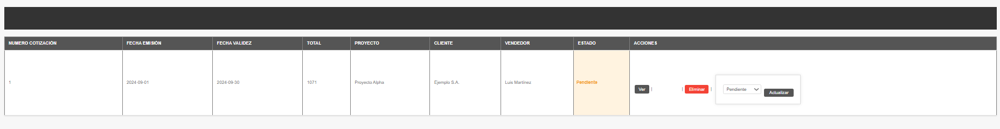 NUMERO COTIZACIÓN FECHA EMISIÓN FECHA VALIDEZ TOTAL PROYECTO CLIENTE VENDEDOR ESTADO ACCIONES
1 2024-09-01 2024-09-30 1071 Proyecto Alpha Ejemplo S.A. Luis Martínez Pendiente Ver | | Eliminar | Pendiente Actualizar